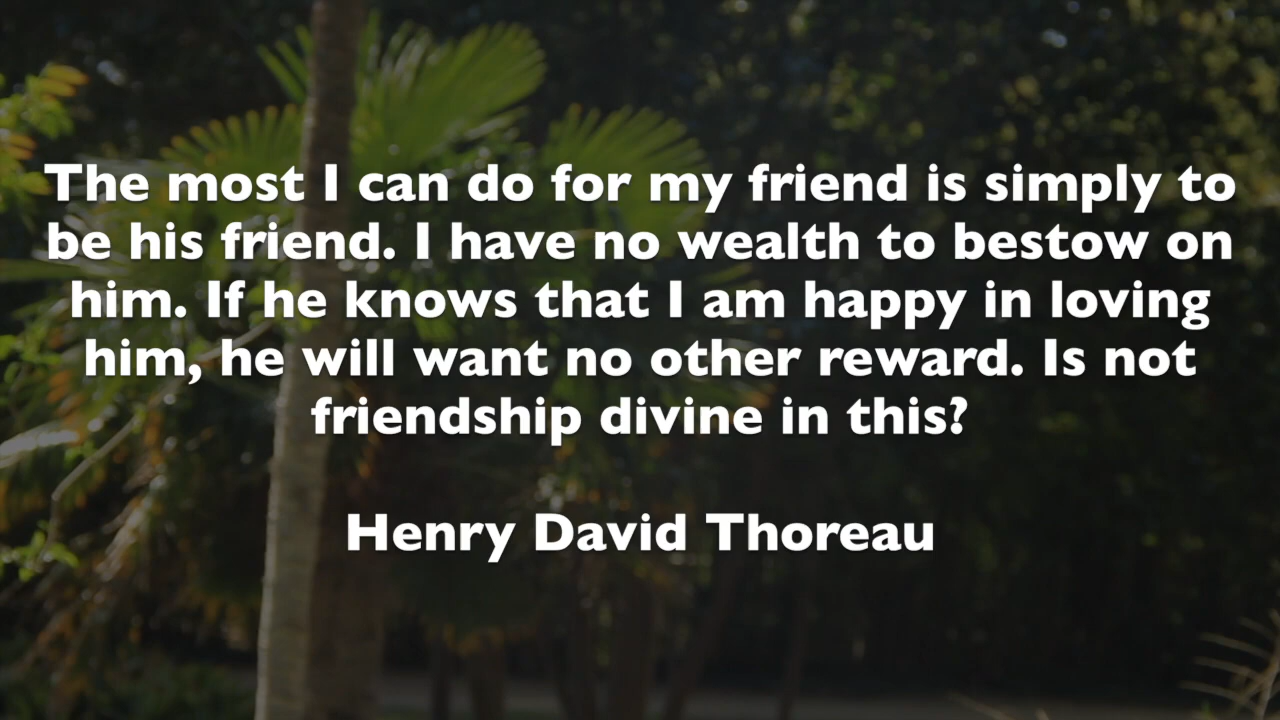 The most I can do for my friend is simply to
be his friend. I have no wealth to bestow on
him. If he knows that I am happy in loving
him, he will want no other reward. Is not
friendship divine in this?
Henry David Thoreau